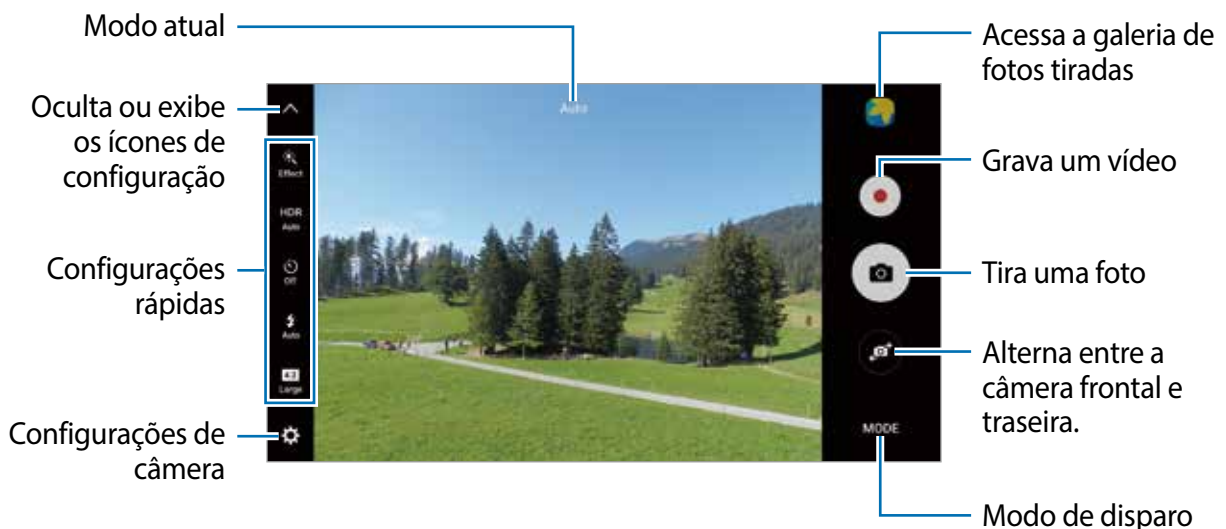 Modo atual
Oculta ou exibe
os ícones de
configuração
Configurações
rápidas
Configurações de
câmera
Auto
Effect
HDR
Auto
Off
Auto
4:3
Large
MODE
Acessa a galeria de
fotos tiradas
Grava um vídeo
Tira uma foto
Alterna entre a
câmera frontal e
traseira.
Modo de disparo